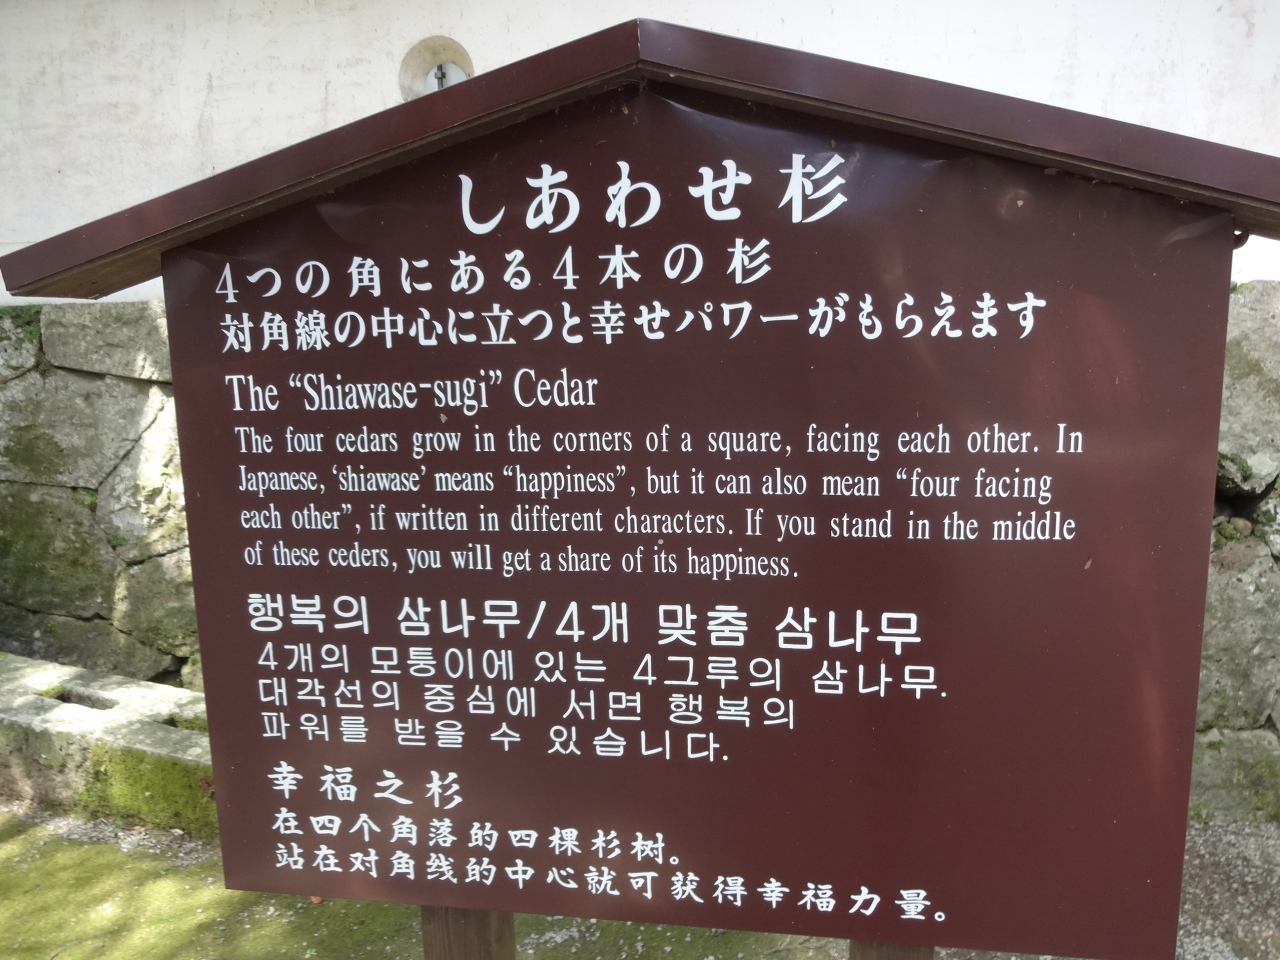 しあわせ杉
4つの角にある4本の杉
対角線の中心に立つと幸せパワーがもらえます
The “Shiawase-sugi” Cedar
The four cedars grow in the corners of a square, facing each other. In
Japanese, ‘shiawase’ means “happiness”, but it can also mean “four facing
each other”, if written in different characters. If you stand in the middle
of these ceders, you will get a share of its happiness.
행복의 삼나무/4개 맞춤 삼나무
4개의 모퉁이에 있는 4그루의 삼나무.
대각선의 중심에 서면 행복의
파워를 받을 수 있습니다.
幸福之杉
在四个角落的四棵杉树。
站在对角线的中心就可获得幸福力量。